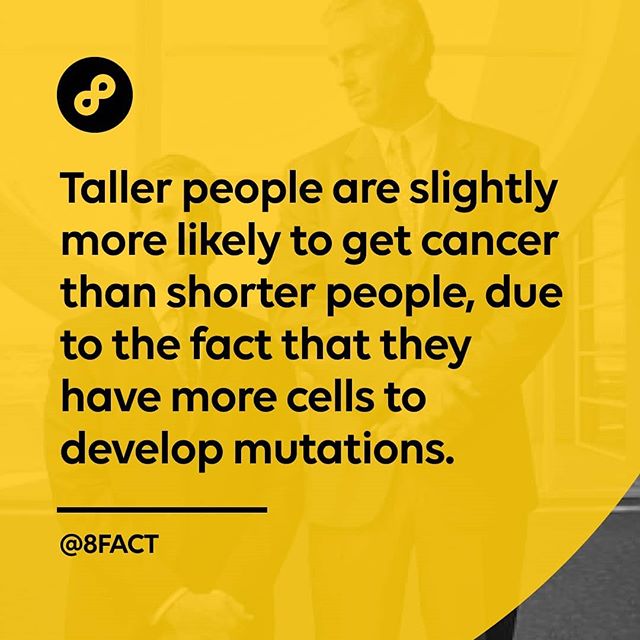 Taller people are slightly
more likely to get cancer
than shorter people, due
to the fact that they
have more cells to
develop mutations.
@8FACT